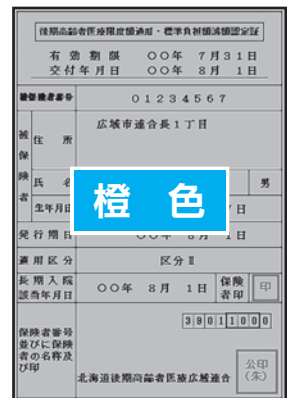 後期高齢者医療限度額適用・標準負担額減額認定証
有効期限 〇〇年 7月31日
交付年月日 〇〇年 8月 1日
被保険者番号 01234567
被保険者
住所 広域市連合長1丁目
氏名 男
生年月日 日
橙色
発行期日 〇〇年 8月 1日
適用区分 区分Ⅱ
長期入院該当年月日 〇〇年 8月 1日 保険者印 印
保険者番号並びに保険者の名称及び印
39011000
北海道後期高齢者医療広域連合
公印(朱)